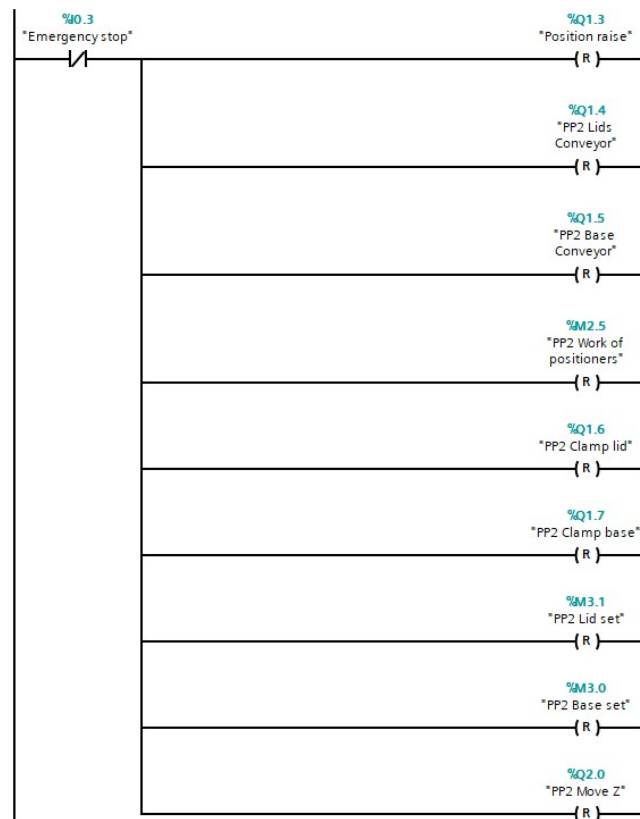 %I0.3
"Emergency stop"
%Q1.3
"Position raise"
R
%Q1.4
"PP2 Lids
Conveyor"
R
%Q1.5
"PP2 Base
Conveyor"
R
%M2.5
"PP2 Work of
positioners"
R
%Q1.6
"PP2 Clamp lid"
R
%Q1.7
"PP2 Clamp base"
R
%M3.1
"PP2 Lid set"
R
%M3.0
"PP2 Base set"
R
%Q2.0
"PP2 Move Z"
R